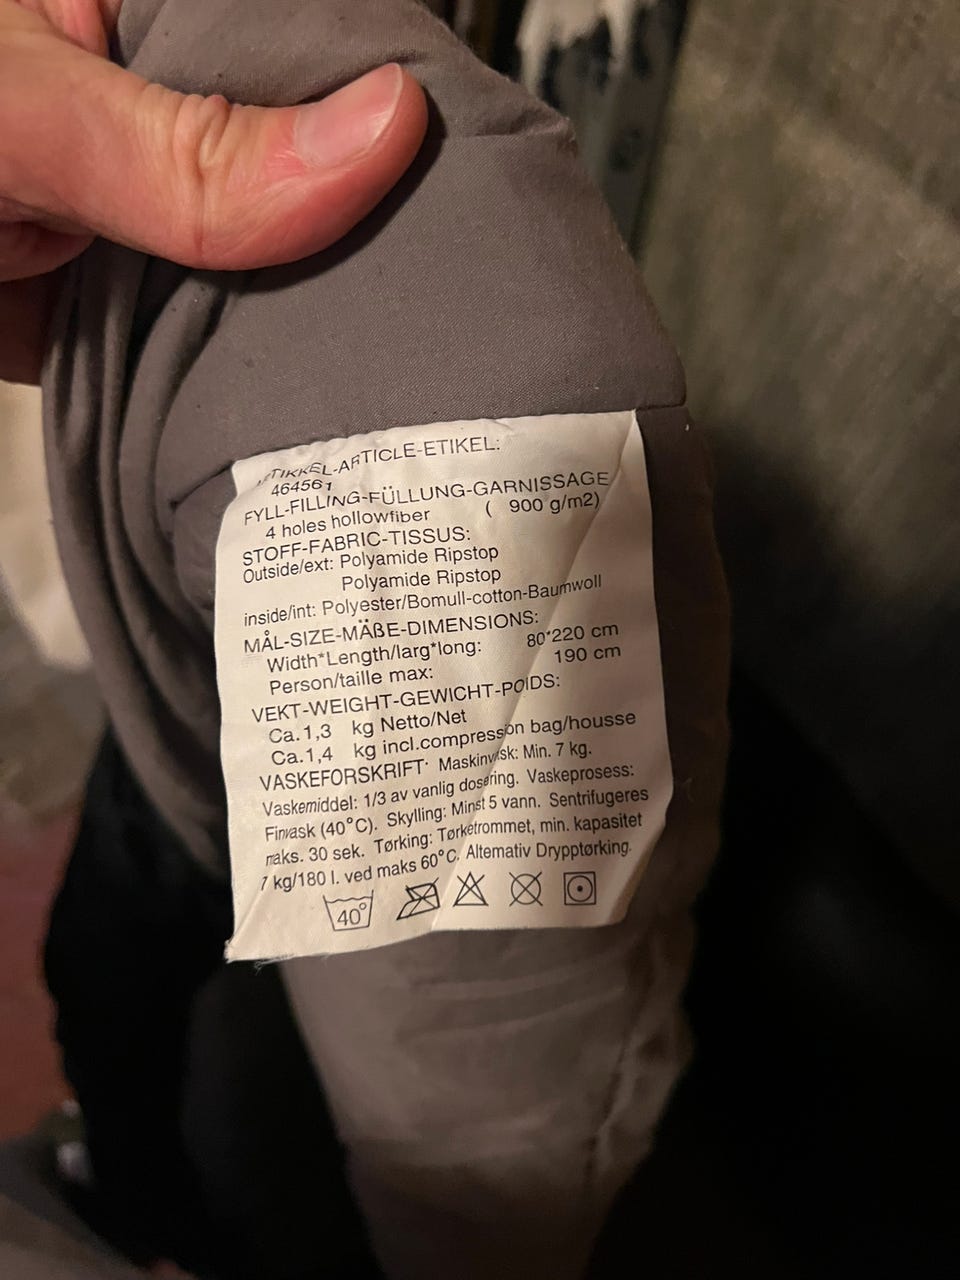 ARTIKKEL-ARTICLE-ETIKEL:
464561
FYLL-FILLING-FÜLLUNG-GARNISSAGE
4 holes hollowfiber ( 900 g/m2)
STOFF-FABRIC-TISSUS:
Outside/ext: Polyamide Ripstop
Polyamide Ripstop
inside/int: Polyester/Bomull-cotton-Baumwoll
MÅL-SIZE-MÄßE-DIMENSIONS:
Width*Length/larg*long: 80*220 cm
Person/taille max: 190 cm
VEKT-WEIGHT-GEWICHT-POIDS:
Ca.1,3 kg Netto/Net
Ca.1,4 kg incl.compression bag/housse
VASKEFORSKRIFT: Maskinvask: Min. 7 kg.
Vaskemiddel: 1/3 av vanlig dosering. Vaskeprosess:
Finvask (40°C). Skylling: Minst 5 vann. Sentrifugeres
maks. 30 sek. Tørking: Tørketrommet, min. kapasitet
7 kg/180 l. ved maks 60°C. Alternativ Drypptørking.
40°